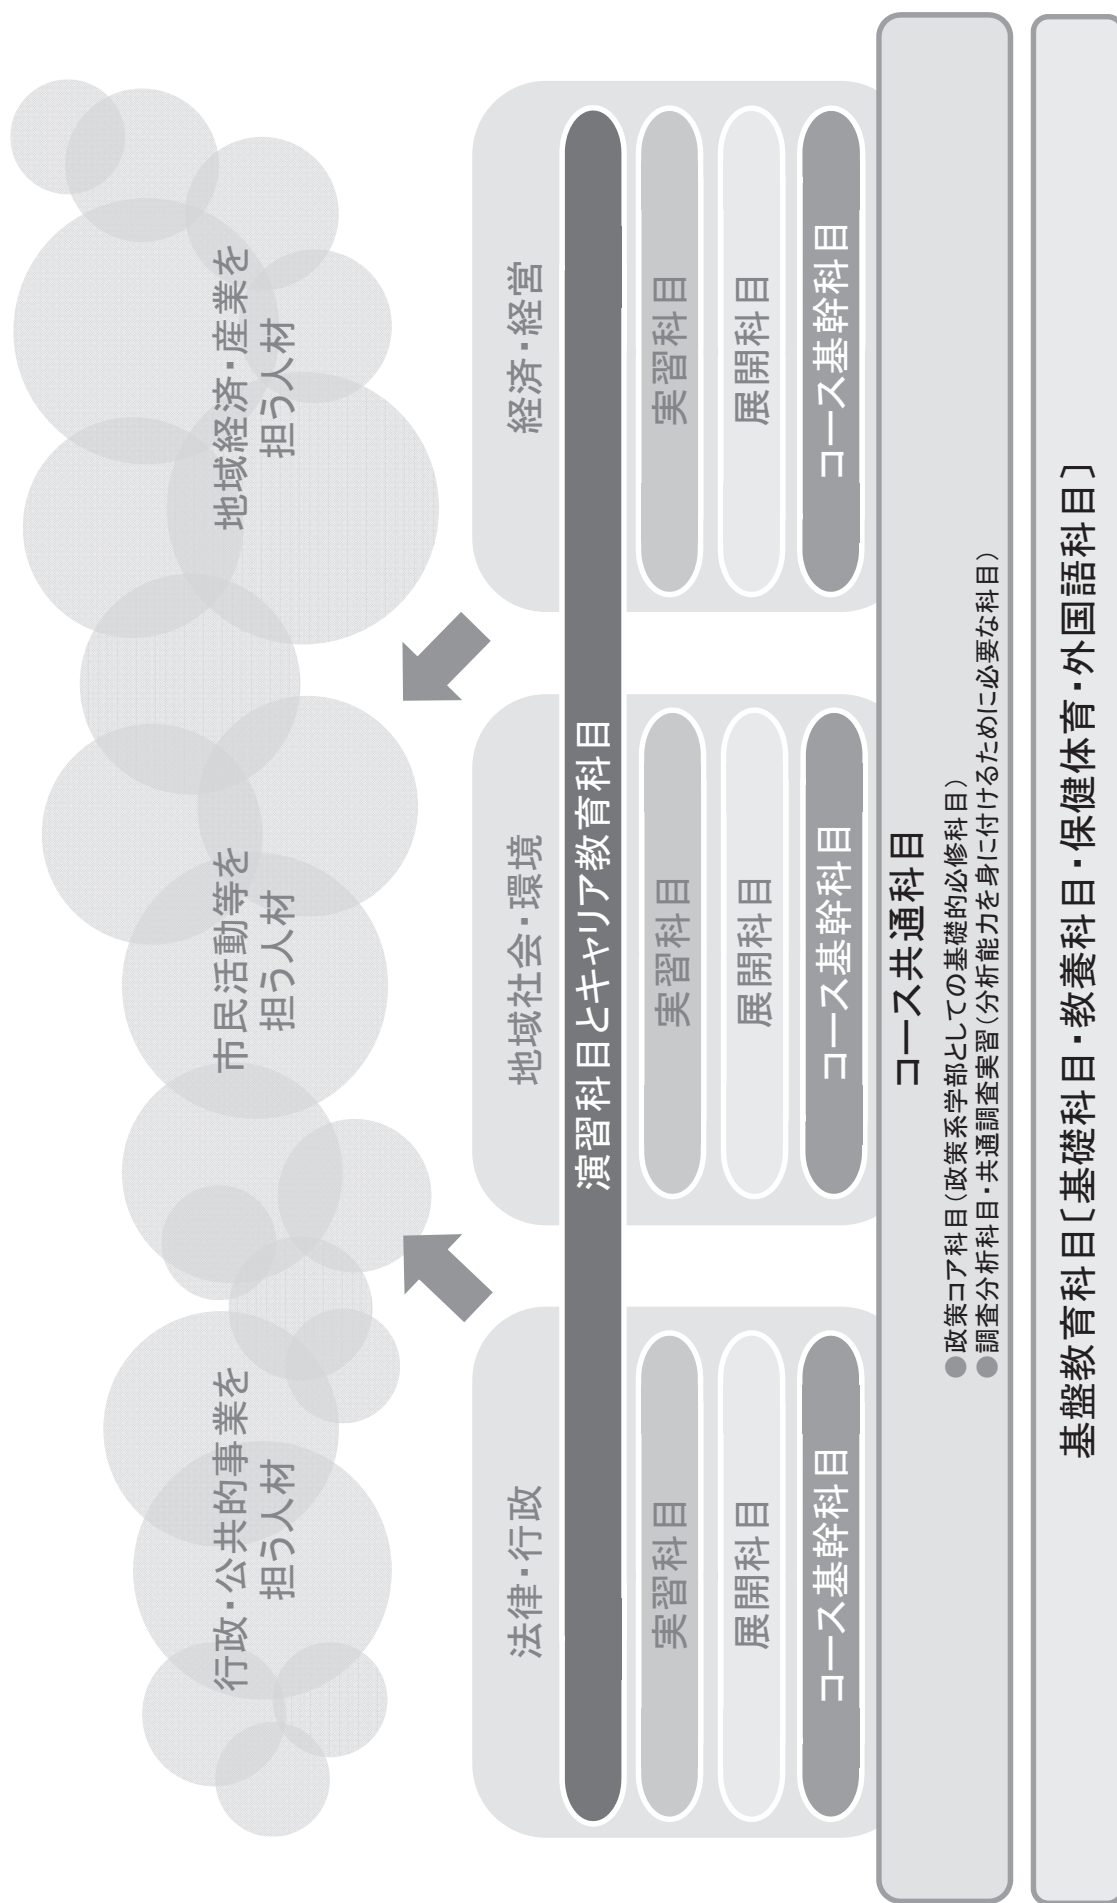 行政・公共的事業を
担う人材
市民活動等を
担う人材
地域経済・産業を
担う人材
法律・行政
地域社会・環境
経済・経営
演習科目とキャリア教育科目
実習科目
実習科目
実習科目
展開科目
展開科目
展開科目
コース基幹科目
コース基幹科目
コース基幹科目
コース共通科目
●政策コア科目(政策系学部としての基礎的必修科目)
●調査分析科目・共通調査実習(分析能力を身に付けるために必要な科目)
基盤教育科目〔基礎科目・教養科目・保健体育・外国語科目〕